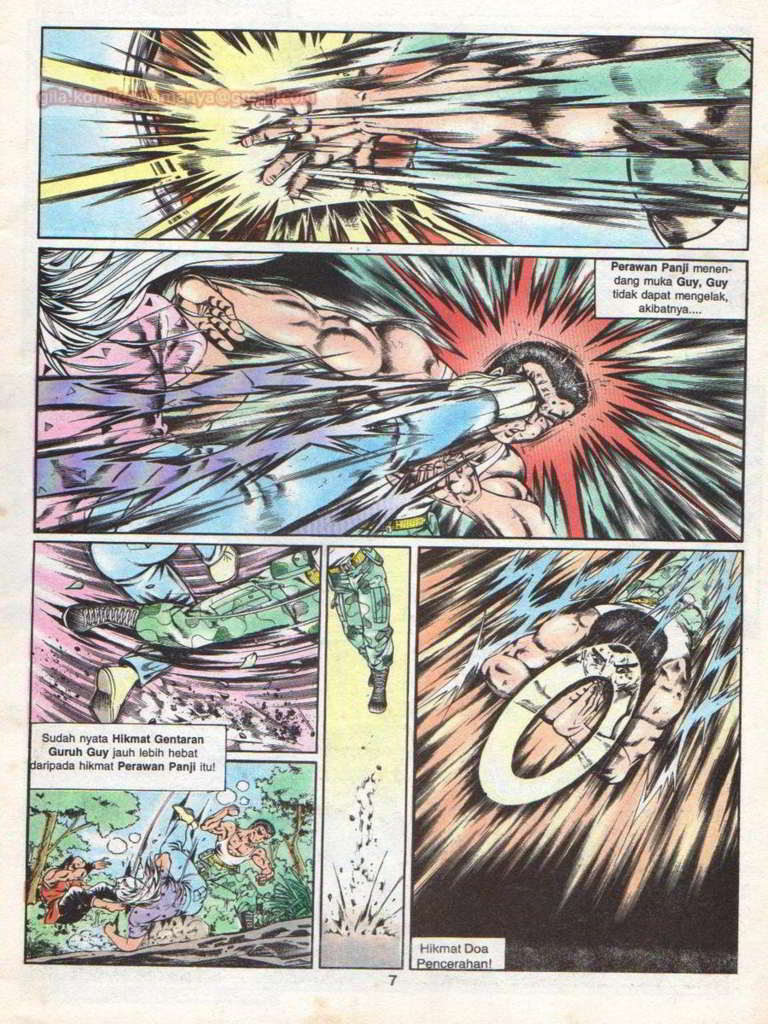 Perawan Panji menen-
dang muka Guy, Guy
tidak dapat mengelak,
akibatnya....
Sudah nyata Hikmat Gentaran
Guruh Guy jauh lebih hebat
daripada hikmat Perawan Panji itu!
Hikmat Doa
Pencerahan!
7